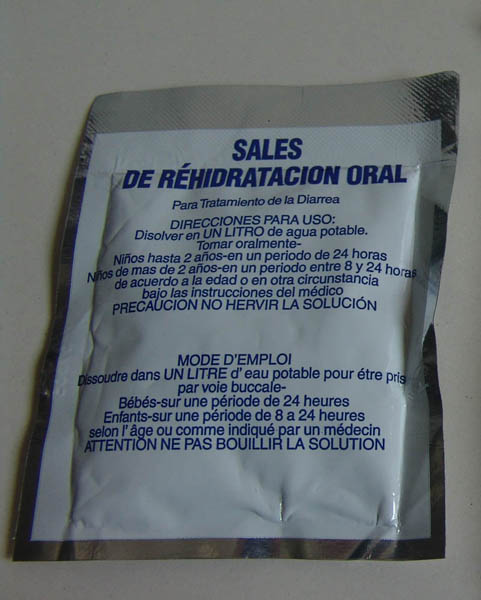 SALES
DE RÉHIDRATACION ORAL
Para Tratamiento de la Diarrea
DIRECCIONES PARA USO:
Disolver en UN LITRO de agua potable.
Tomar oralmente-
Niños hasta 2 años-en un periodo de 24 horas
Niños de mas de 2 años-en un periodo entre 8 y 24 horas
de acuerdo a la edad o en otra circunstancia
bajo las instrucciones del médico
PRECAUCION NO HERVIR LA SOLUCIÓN
MODE D'EMPLOI
Dissoudre dans UN LITRE d' eau potable pour étre pris
par voie buccale-
Bébés-sur une période de 24 heures
Enfants-sur une période de 8 a 24 heures
selon l' âge ou comme indiqué par un médecin
ATTENTION NE PAS BOUILLIR LA SOLUTION